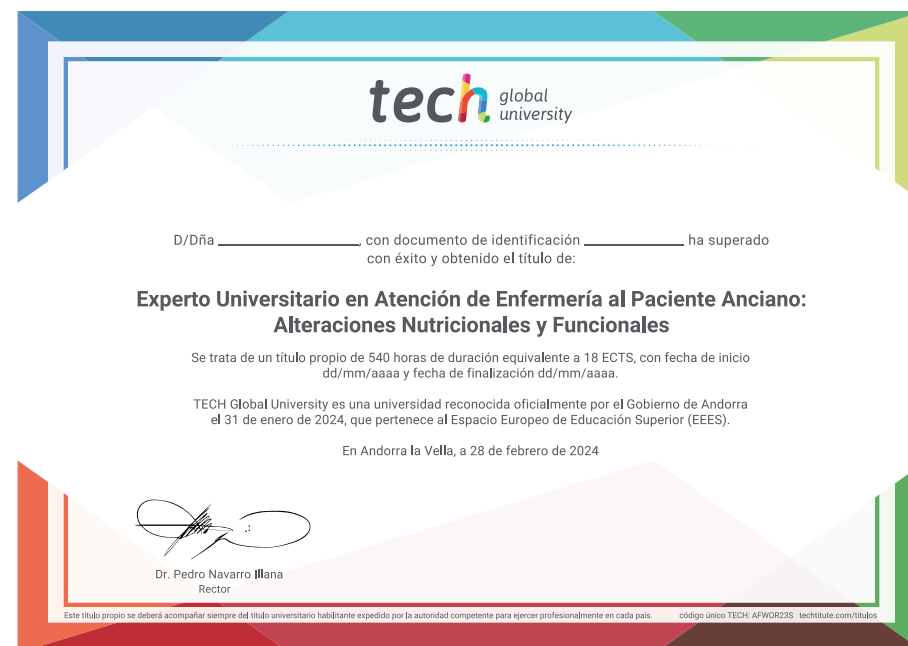 tech global university
D/Dña ____________________, con documento de identificación ______________ ha superado
con éxito y obtenido el título de:
Experto Universitario en Atención de Enfermería al Paciente Anciano:
Alteraciones Nutricionales y Funcionales
Se trata de un título propio de 540 horas de duración equivalente a 18 ECTS, con fecha de inicio
dd/mm/aaaa y fecha de finalización dd/mm/aaaa.
TECH Global University es una universidad reconocida oficialmente por el Gobierno de Andorra
el 31 de enero de 2024, que pertenece al Espacio Europeo de Educación Superior (EEES).
En Andorra la Vella, a 28 de febrero de 2024
Dr. Pedro Navarro Illana
Rector
Este título propio se deberá acompañar siempre del título universitario habilitante expedido por la autoridad competente para ejercer profesionalmente en cada país. código único TECH: AFWOR23S techtitute.com/titulos